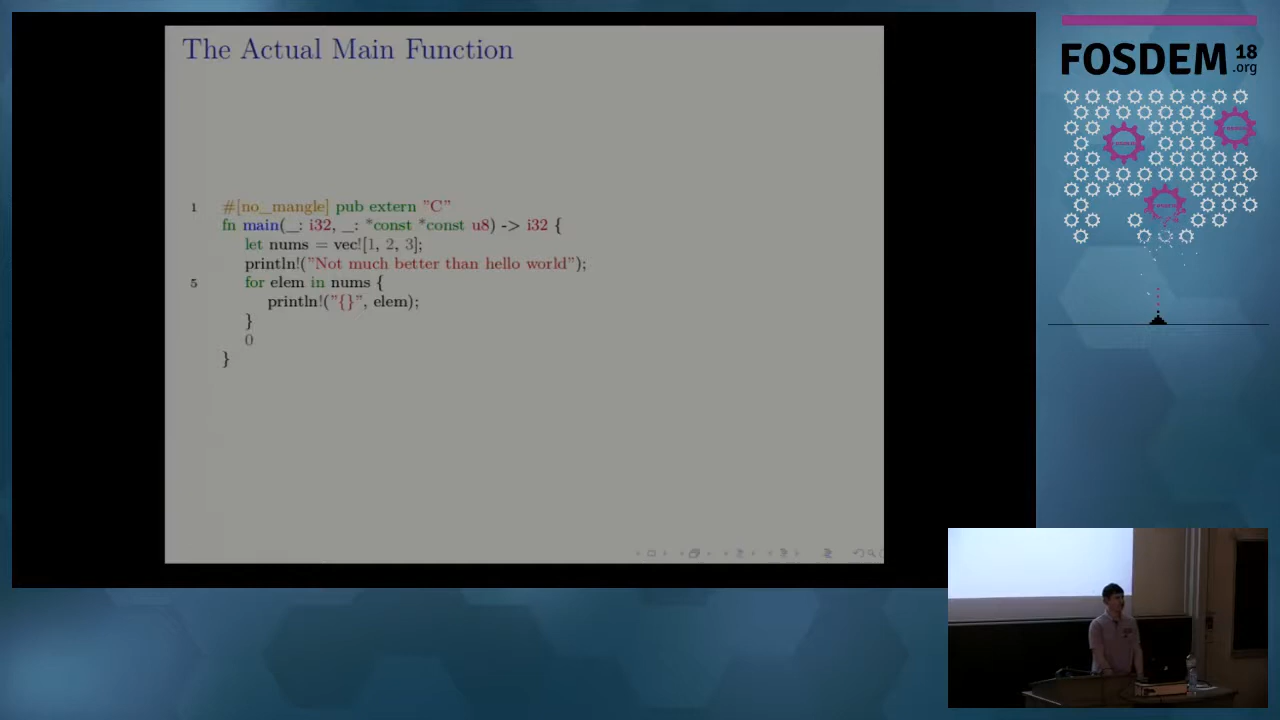 The Actual Main Function
1 #[no_mangle] pub extern "C"
fn main(_: i32, _: *const *const u8) -> i32 {
let nums = vec![1, 2, 3];
println!("Not much better than hello world");
5 for elem in nums {
println!("{}", elem);
}
0
}
FOSDEM 18
.org